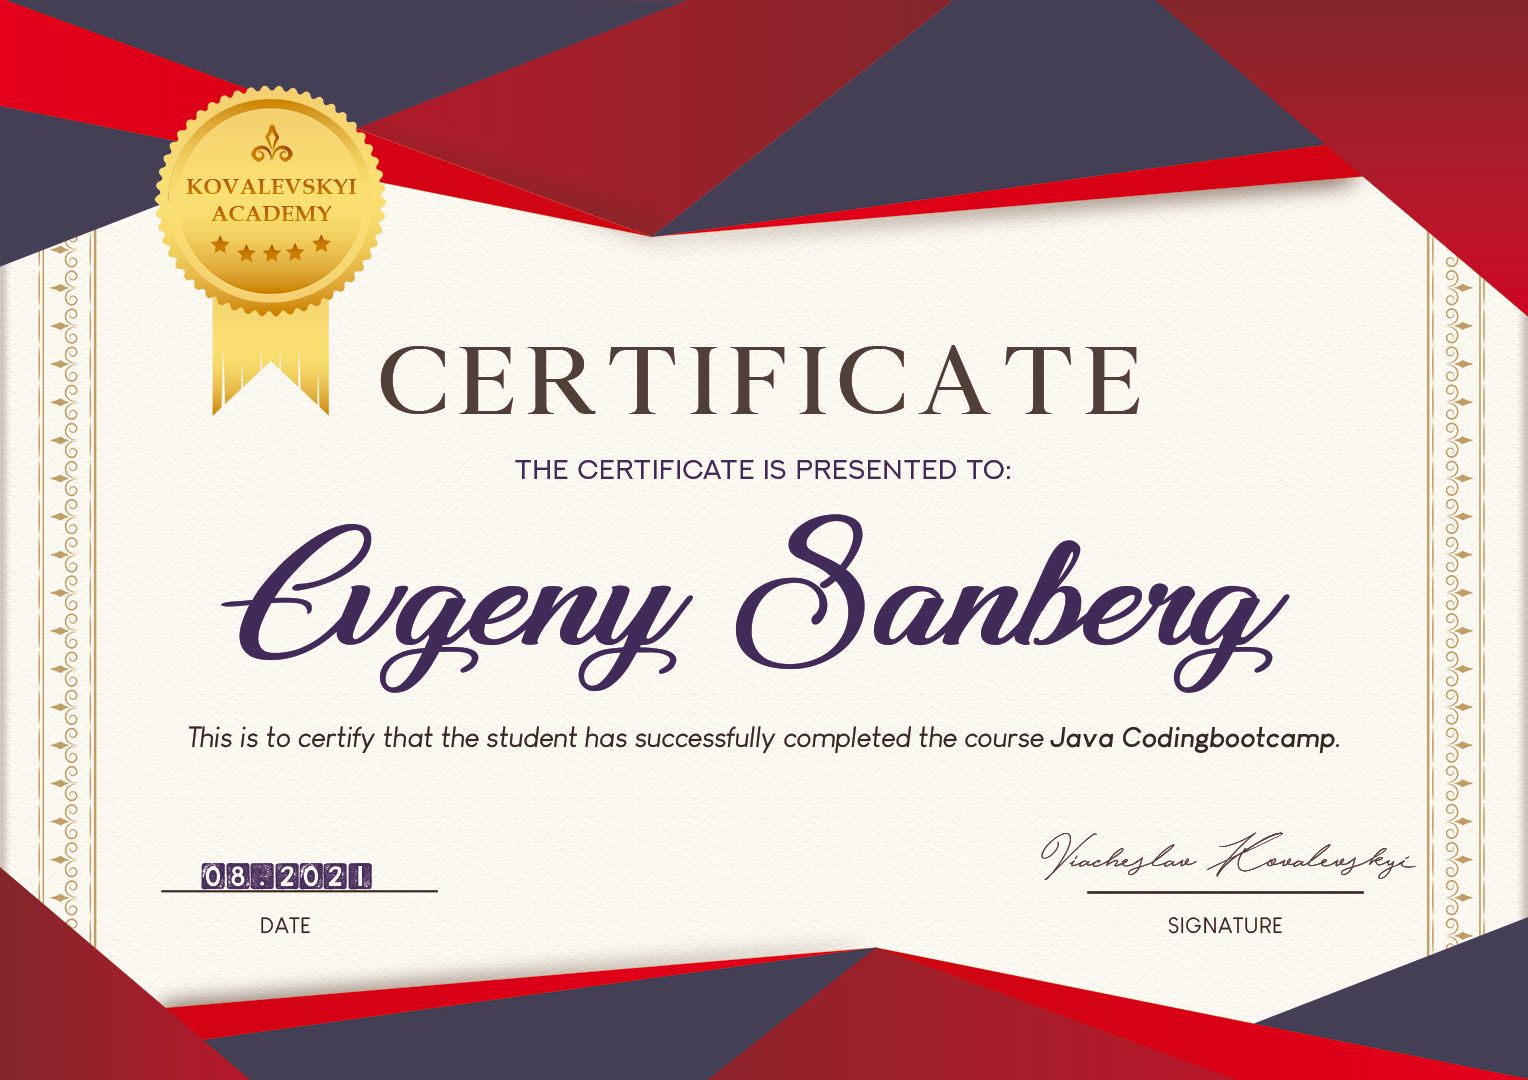 KOVALEVSKYI
ACADEMY
CERTIFICATE
THE CERTIFICATE IS PRESENTED TO:
Evgeny Sanberg
This is to certify that the student has successfully completed the course Java Codingbootcamp.
08.2021
Viacheslav Kovalevskyi
DATE
SIGNATURE